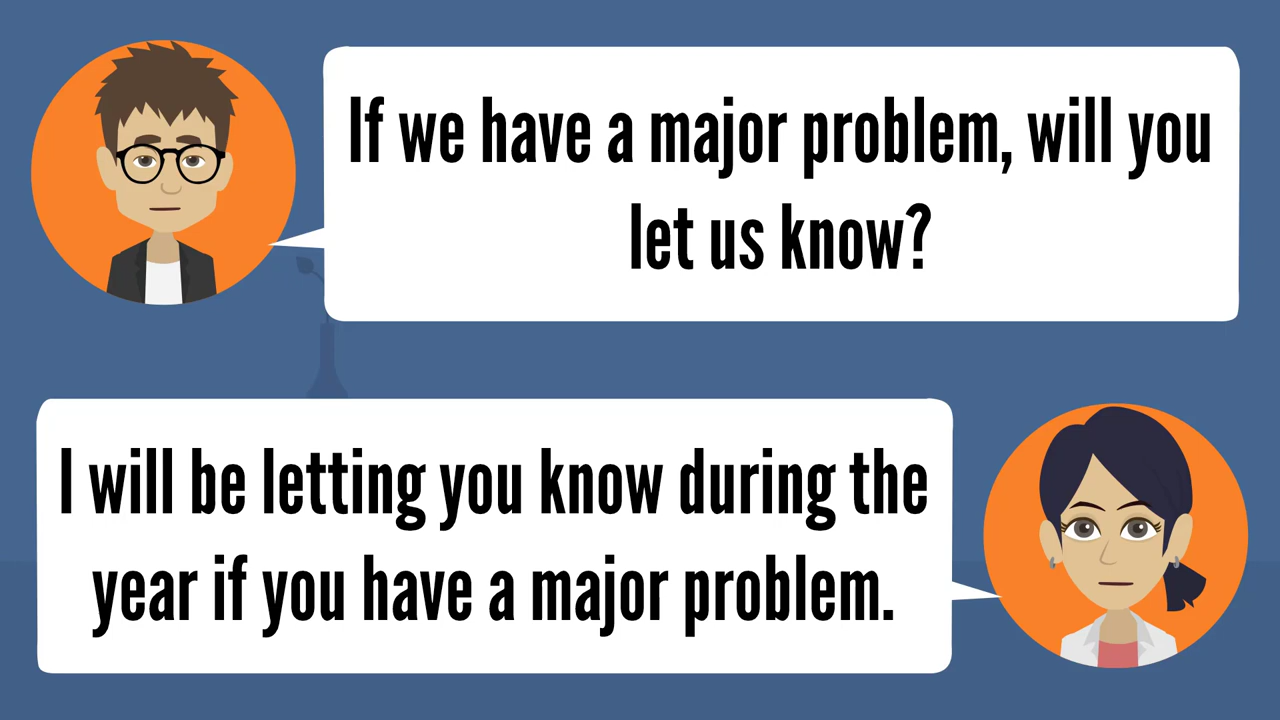 If we have a major problem, will you
let us know?
I will be letting you know during the
year if you have a major problem.